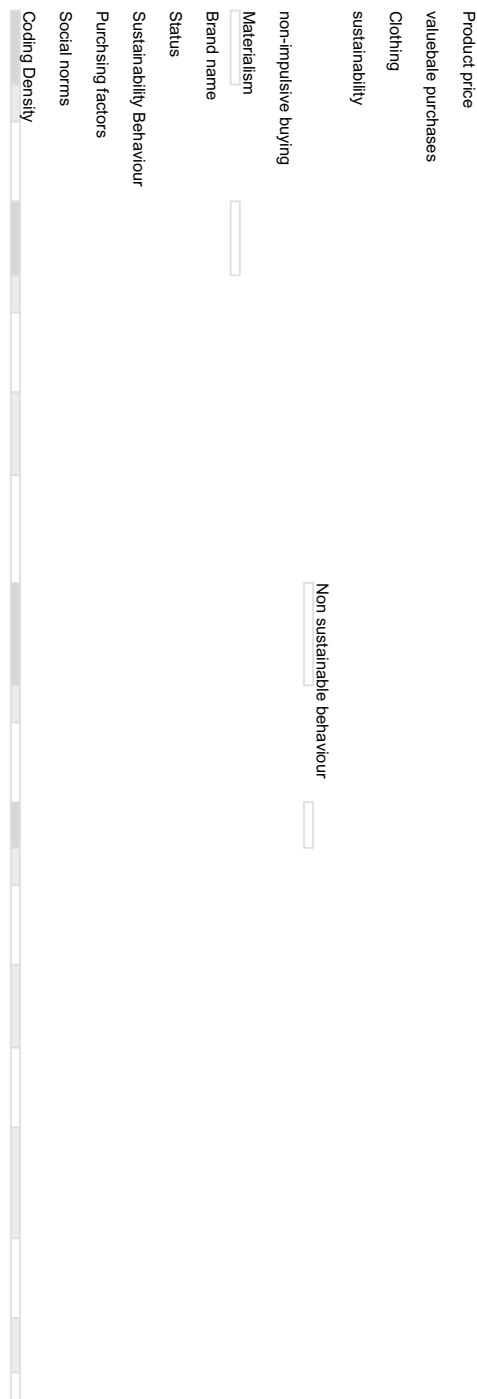 Product price
valuebale purchases
Clothing
sustainability
Non sustainable behaviour
non-impulsive buying
Materialism
Brand name
Status
Sustainability Behaviour
Purchsing factors
Social norms
Coding Density